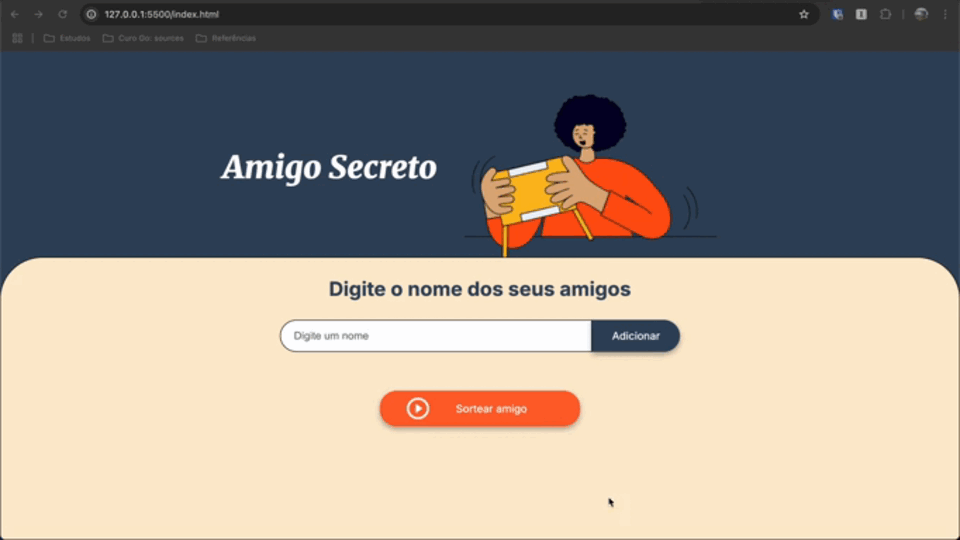 127.0.0.1:5500/index.html
Estudos
Curo Go: sources
Referências
Amigo Secreto
Digite o nome dos seus amigos
Digite um nome
Adicionar
Sortear amigo